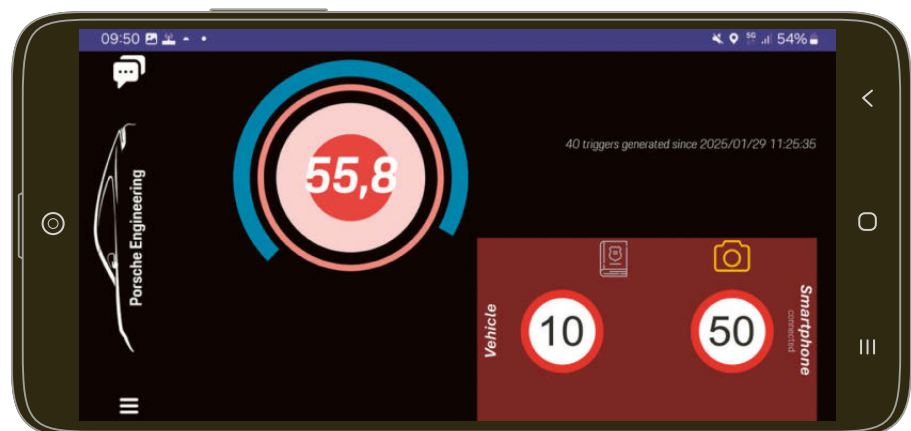 09:50
5G
54%
Porsche Engineering
55,8
40 triggers generated since 2025/01/29 11:25:35
Vehicle
10
50
Smartphone
connected